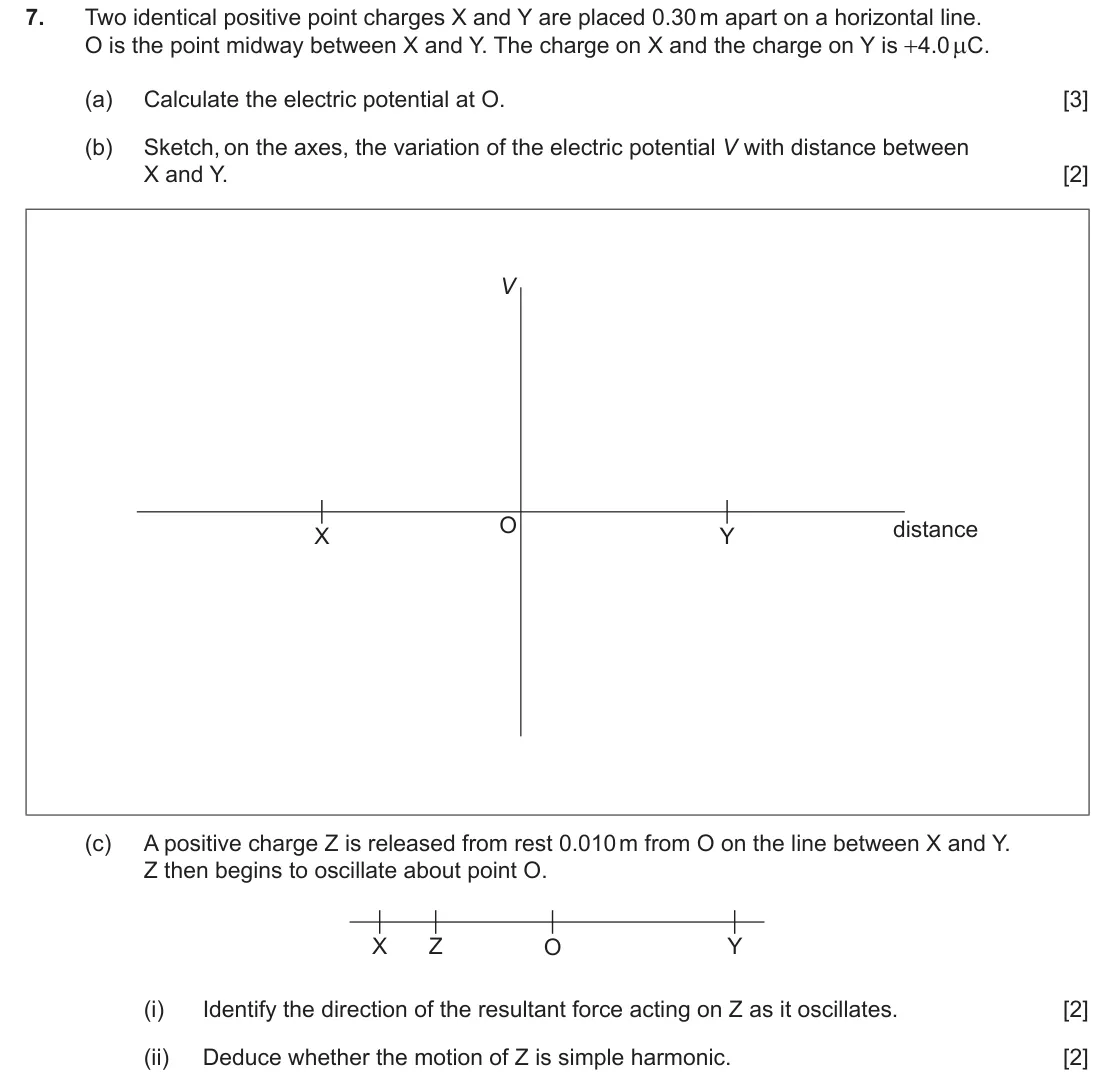 7. Two identical positive point charges X and Y are placed 0.30 m apart on a horizontal line.
O is the point midway between X and Y. The charge on X and the charge on Y is +4.0 μC.
(a) Calculate the electric potential at O. [3]
(b) Sketch, on the axes, the variation of the electric potential V with distance between
X and Y. [2]
V
X
O
Y
distance
(c) A positive charge Z is released from rest 0.010 m from O on the line between X and Y.
Z then begins to oscillate about point O.
X Z O Y
(i) Identify the direction of the resultant force acting on Z as it oscillates. [2]
(ii) Deduce whether the motion of Z is simple harmonic. [2]